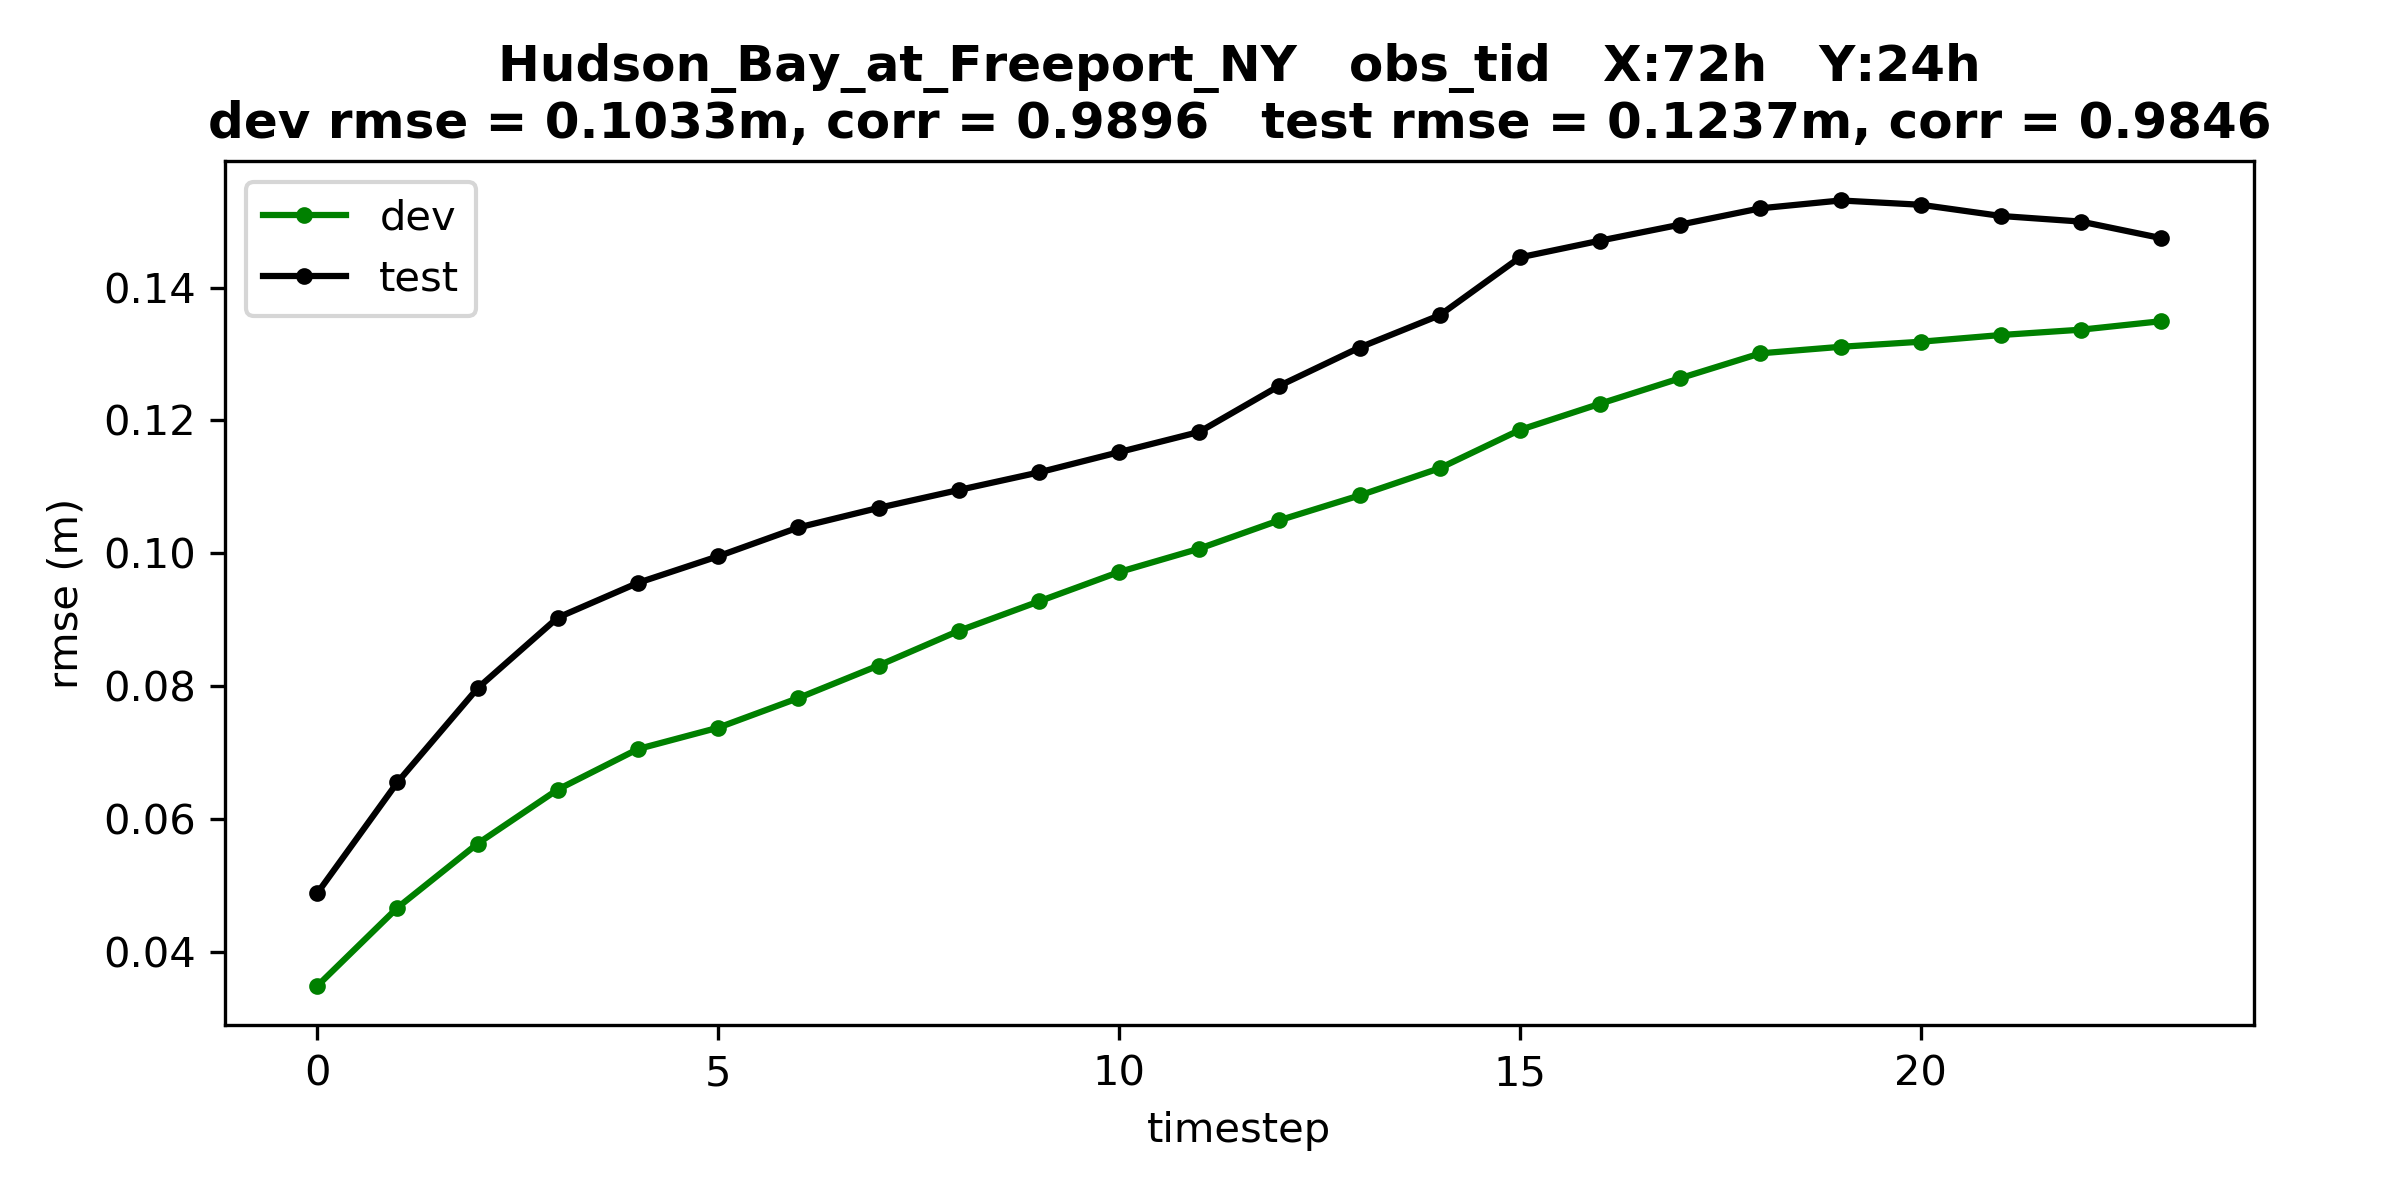 Hudson_Bay_at_Freeport_NY   obs_tid   X:72h   Y:24h
dev rmse = 0.1033m, corr = 0.9896   test rmse = 0.1237m, corr = 0.9846
dev
test
0.14
0.12
0.10
0.08
0.06
0.04
rmse (m)
0 5 10 15 20
timestep